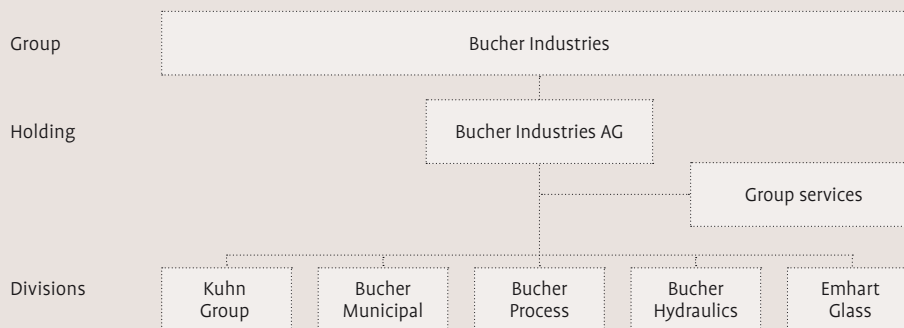 Group
Bucher Industries
Holding
Bucher Industries AG
Group services
Divisions
Kuhn
Group
Bucher
Municipal
Bucher
Process
Bucher
Hydraulics
Emhart
Glass